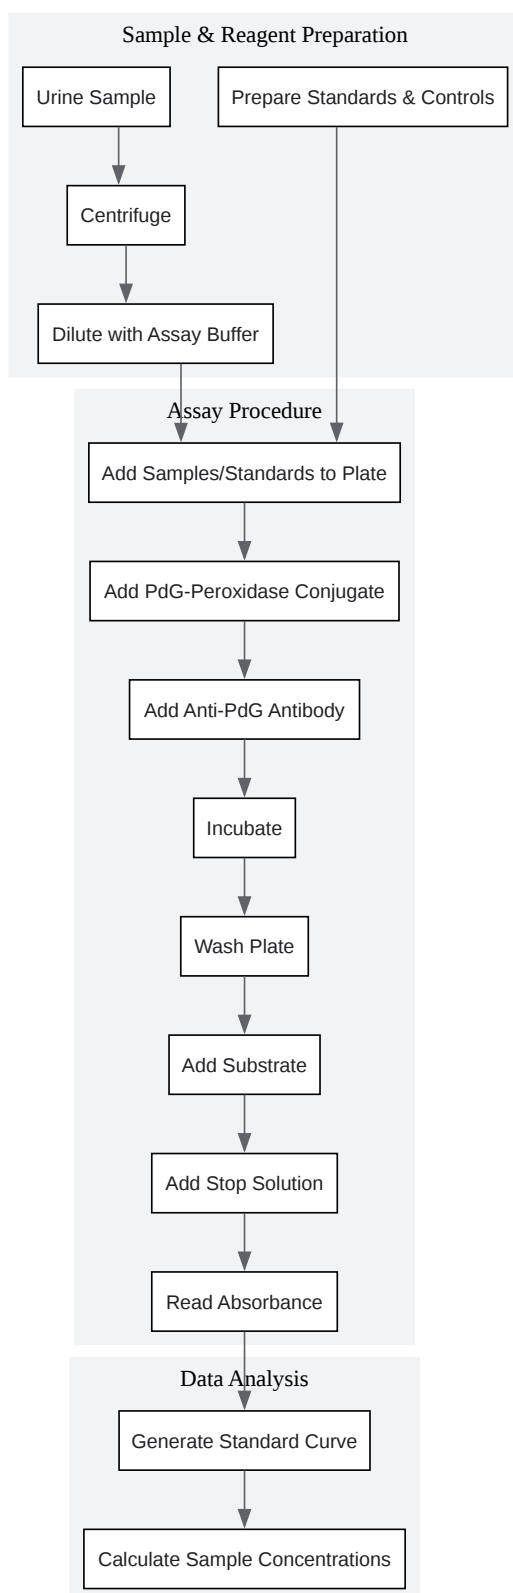 Sample & Reagent Preparation
Urine Sample
Prepare Standards & Controls
Centrifuge
Dilute with Assay Buffer
Assay Procedure
Add Samples/Standards to Plate
Add PdG-Peroxidase Conjugate
Add Anti-PdG Antibody
Incubate
Wash Plate
Add Substrate
Add Stop Solution
Read Absorbance
Data Analysis
Generate Standard Curve
Calculate Sample Concentrations